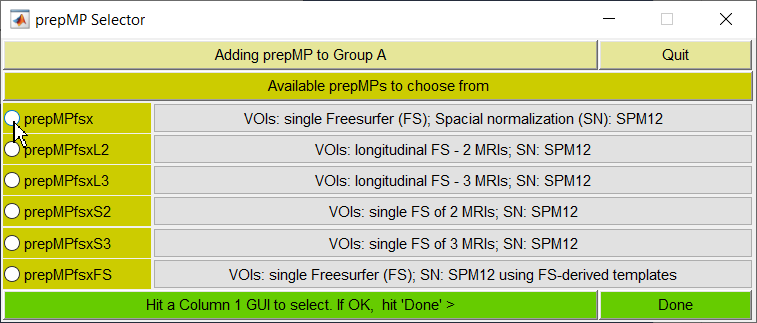 prepMP Selector
Adding prepMP to Group A Quit
Available prepMPs to choose from
prepMPfsx VOIs: single Freesurfer (FS); Spacial normalization (SN): SPM12
prepMPfsxL2 VOIs: longitudinal FS - 2 MRIs; SN: SPM12
prepMPfsxL3 VOIs: longitudinal FS - 3 MRIs; SN: SPM12
prepMPfsxS2 VOIs: single FS of 2 MRIs; SN: SPM12
prepMPfsxS3 VOIs: single FS of 3 MRIs; SN: SPM12
prepMPfsxFS VOIs: single Freesurfer (FS); SN: SPM12 using FS-derived templates
Hit a Column 1 GUI to select. If OK,  hit 'Done' > Done